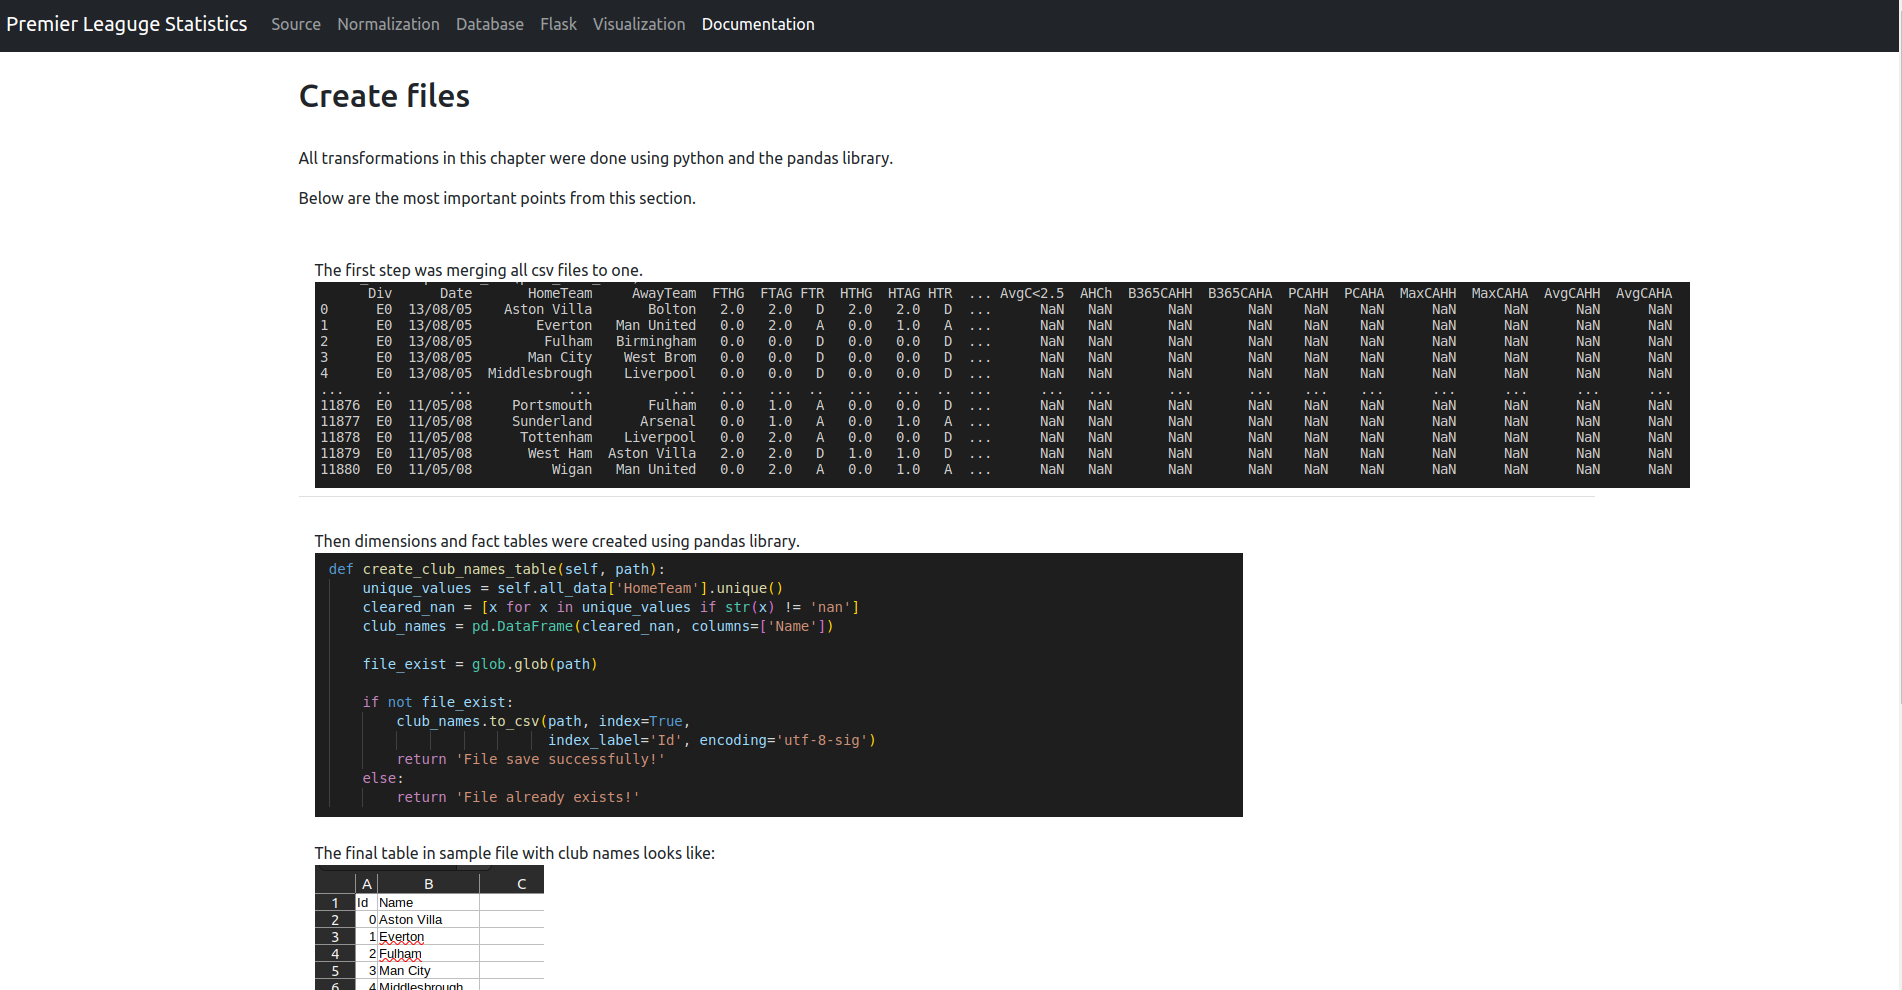 Premier Leaguge Statistics Source Normalization Database Flask Visualization Documentation
Create files
All transformations in this chapter were done using python and the pandas library.
Below are the most important points from this section.
The first step was merging all csv files to one.
Div Date HomeTeam AwayTeam FTHG FTAG FTR HTHG HTAG HTR ... AvgC<2.5 AHCh B365CAHH B365CAHA PCAHH PCAHA MaxCAHH MaxCAHA AvgCAHH AvgCAHA
0 E0 13/08/05 Aston Villa Bolton 2.0 2.0 D 2.0 2.0 D ... NaN NaN NaN NaN NaN NaN NaN NaN NaN NaN
1 E0 13/08/05 Everton Man United 0.0 2.0 A 0.0 1.0 A ... NaN NaN NaN NaN NaN NaN NaN NaN NaN NaN
2 E0 13/08/05 Fulham Birmingham 0.0 0.0 D 0.0 0.0 D ... NaN NaN NaN NaN NaN NaN NaN NaN NaN NaN
3 E0 13/08/05 Man City West Brom 0.0 0.0 D 0.0 0.0 D ... NaN NaN NaN NaN NaN NaN NaN NaN NaN NaN
4 E0 13/08/05 Middlesbrough Liverpool 0.0 0.0 D 0.0 0.0 D ... NaN NaN NaN NaN NaN NaN NaN NaN NaN NaN
... .. ... ... ... ... ... .. ... ... .. ... ... ... ... ... ... ... ... ... ... ...
11876 E0 11/05/08 Portsmouth Fulham 0.0 1.0 A 0.0 0.0 D ... NaN NaN NaN NaN NaN NaN NaN NaN NaN NaN
11877 E0 11/05/08 Sunderland Arsenal 0.0 1.0 A 0.0 1.0 A ... NaN NaN NaN NaN NaN NaN NaN NaN NaN NaN
11878 E0 11/05/08 Tottenham Liverpool 0.0 2.0 A 0.0 0.0 D ... NaN NaN NaN NaN NaN NaN NaN NaN NaN NaN
11879 E0 11/05/08 West Ham Aston Villa 2.0 2.0 D 1.0 1.0 D ... NaN NaN NaN NaN NaN NaN NaN NaN NaN NaN
11880 E0 11/05/08 Wigan Man United 0.0 2.0 A 0.0 1.0 A ... NaN NaN NaN NaN NaN NaN NaN NaN NaN NaN
Then dimensions and fact tables were created using pandas library.
def create_club_names_table(self, path):
unique_values = self.all_data['HomeTeam'].unique()
cleared_nan = [x for x in unique_values if str(x) != 'nan']
club_names = pd.DataFrame(cleared_nan, columns=['Name'])
file_exist = glob.glob(path)
if not file_exist:
club_names.to_csv(path, index=True,
index_label='Id', encoding='utf-8-sig')
return 'File save successfully!'
else:
return 'File already exists!'
The final table in sample file with club names looks like:
A B C
1 Id Name
2 0 Aston Villa
3 1 Everton
4 2 Fulham
5 3 Man City
6 4 Middlesbrough